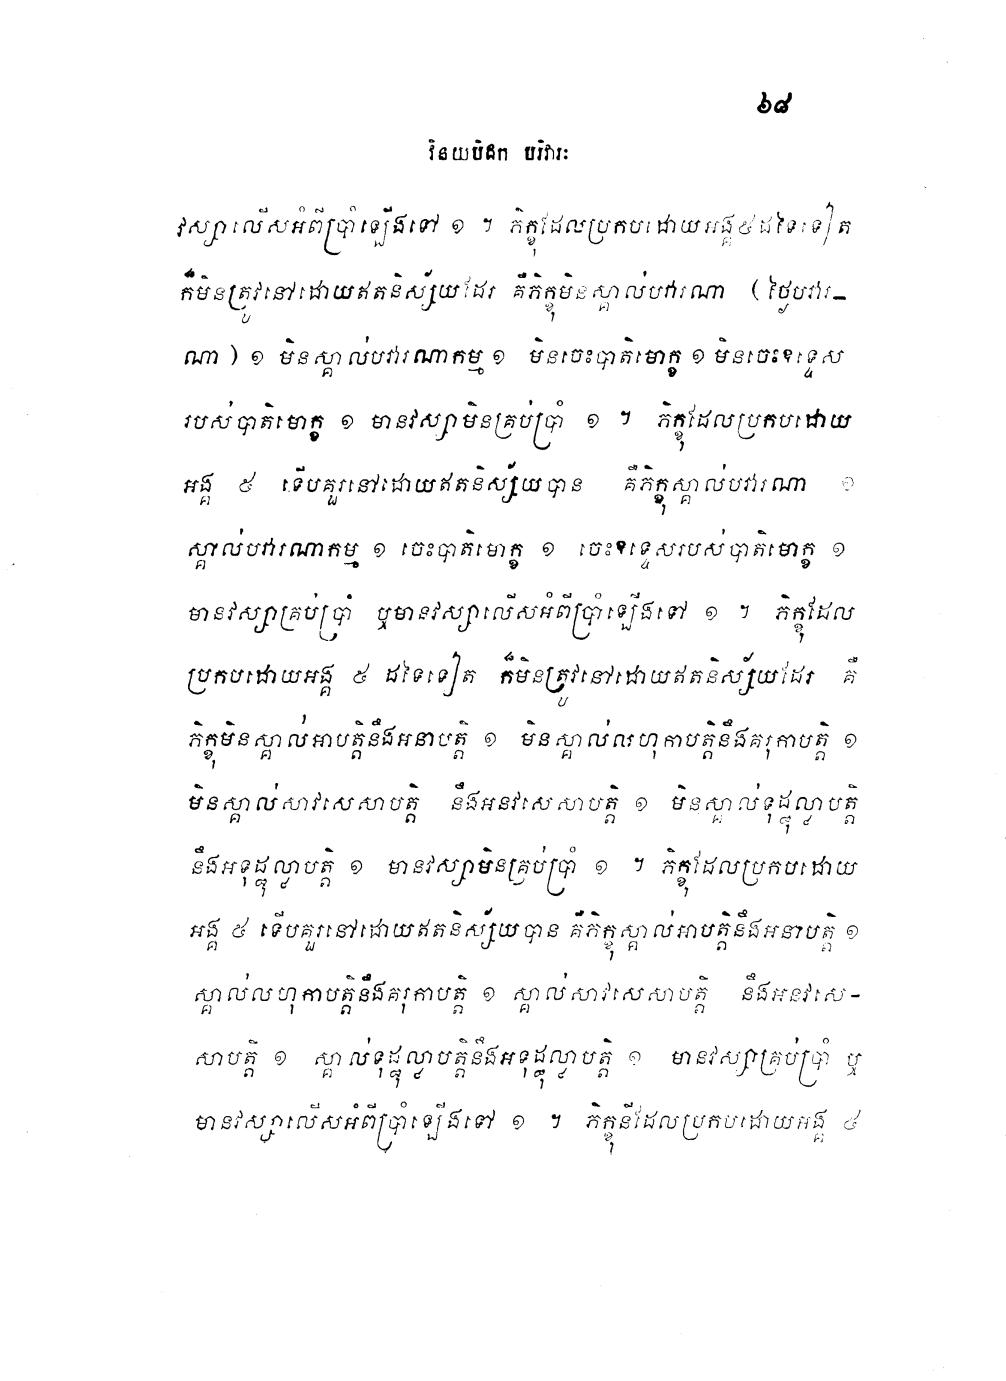 ៦៨
វិនយបិដក បរិវារៈ
វស្សាលើសអំពីប្រាំឡើងទៅ ១ ។ ភិក្ខុដែលប្រកបដោយអង្គ៥ដទៃទៀត
ក៏មិនត្រូវនៅដោយឥតនិស្ស័យដែរ គឺភិក្ខុមិនស្គាល់បវារណា (ថ្ងៃបវារ-
ណា) ១ មិនស្គាល់បវារណាកម្ម ១ មិនចេះបាតិមោក្ខ ១ មិនចេះឧទ្ទេស
របស់បាតិមោក្ខ ១ មានវស្សាមិនគ្រប់ប្រាំ ១ ។ ភិក្ខុដែលប្រកបដោយ
អង្គ ៥ ទើបគួរនៅដោយឥតនិស្ស័យបាន គឺភិក្ខុស្គាល់បវារណា ១
ស្គាល់បវារណាកម្ម ១ ចេះបាតិមោក្ខ ១ ចេះឧទ្ទេសរបស់បាតិមោក្ខ ១
មានវស្សាគ្រប់ប្រាំ ឬមានវស្សាលើសអំពីប្រាំឡើងទៅ ១ ។ ភិក្ខុដែល
ប្រកបដោយអង្គ ៥ ដទៃទៀត ក៏មិនត្រូវនៅដោយឥតនិស្ស័យដែរ គឺ
ភិក្ខុមិនស្គាល់អាបត្តិនឹងអនាបត្តិ ១ មិនស្គាល់លហុកាបត្តិនឹងគរុកាបត្តិ ១
មិនស្គាល់សាវសេសាបត្តិ នឹងអនវសេសាបត្តិ ១ មិនស្គាល់ទុដ្ឋុល្លាបត្តិ
នឹងអទុដ្ឋុល្លាបត្តិ ១ មានវស្សាមិនគ្រប់ប្រាំ ១ ។ ភិក្ខុដែលប្រកបដោយ
អង្គ ៥ ទើបគួរនៅដោយឥតនិស្ស័យបាន គឺភិក្ខុស្គាល់អាបត្តិនឹងអនាបត្តិ ១
ស្គាល់លហុកាបត្តិនឹងគរុកាបត្តិ ១ ស្គាល់សាវសេសាបត្តិ នឹងអនវសេ-
សាបត្តិ ១ ស្គាល់ទុដ្ឋុល្លាបត្តិនឹងអទុដ្ឋុល្លាបត្តិ ១ មានវស្សាគ្រប់ប្រាំ ឬ
មានវស្សាលើសអំពីប្រាំឡើងទៅ ១ ។ ភិក្ខុនីដែលប្រកបដោយអង្គ ៥